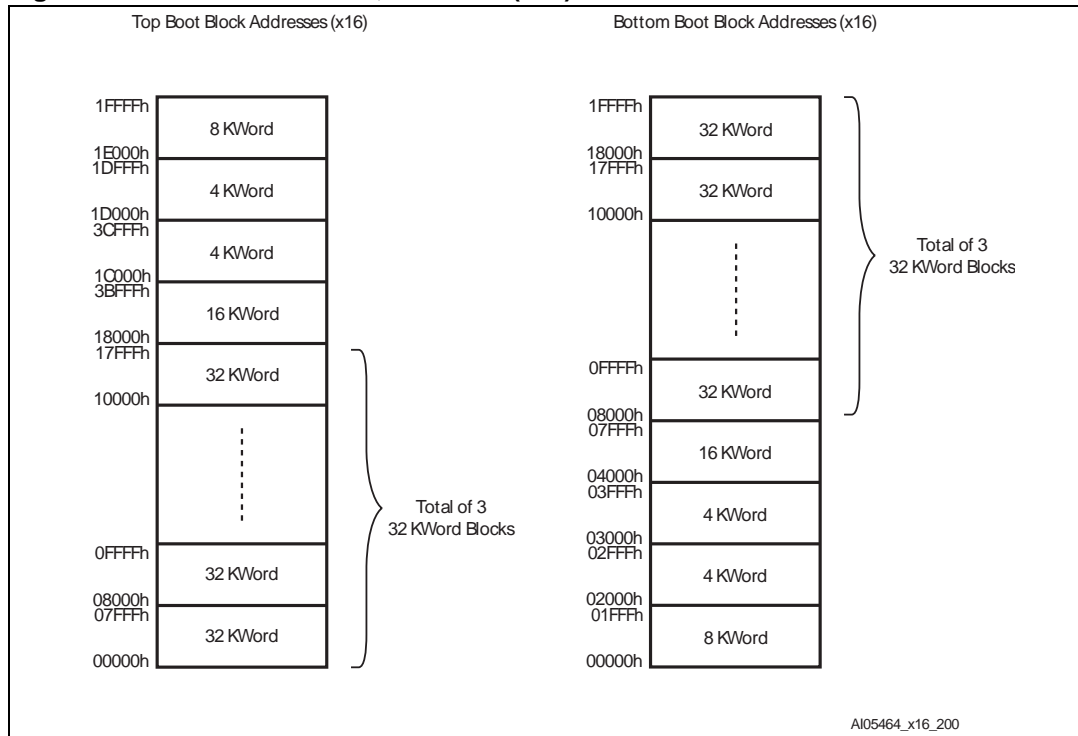 Top Boot Block Addresses (x16)
1FFFFh
8 KWord
1E000h
1DFFFh
4 KWord
1D000h
3CFFFh
4 KWord
1C000h
3BFFFh
16 KWord
18000h
17FFFh
32 KWord
10000h
Total of 3
32 KWord Blocks
0FFFFh
32 KWord
08000h
07FFFh
32 KWord
00000h
Bottom Boot Block Addresses (x16)
1FFFFh
32 KWord
18000h
17FFFh
32 KWord
10000h
Total of 3
32 KWord Blocks
0FFFFh
32 KWord
08000h
07FFFh
16 KWord
04000h
03FFFh
4 KWord
03000h
02FFFh
4 KWord
02000h
01FFFh
8 KWord
00000h
AI05464_x16_200